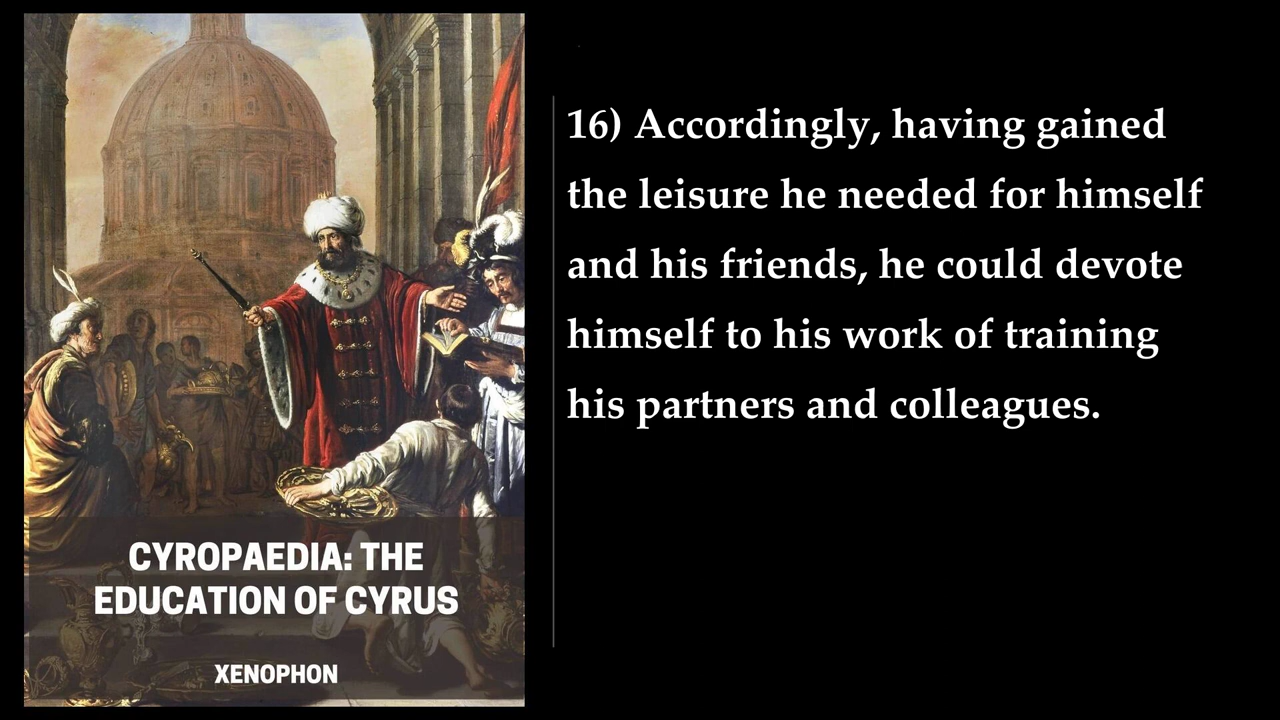 16) Accordingly, having gained
the leisure he needed for himself
and his friends, he could devote
himself to his work of training
his partners and colleagues.
CYROPAEDIA: THE
EDUCATION OF CYRUS
XENOPHON